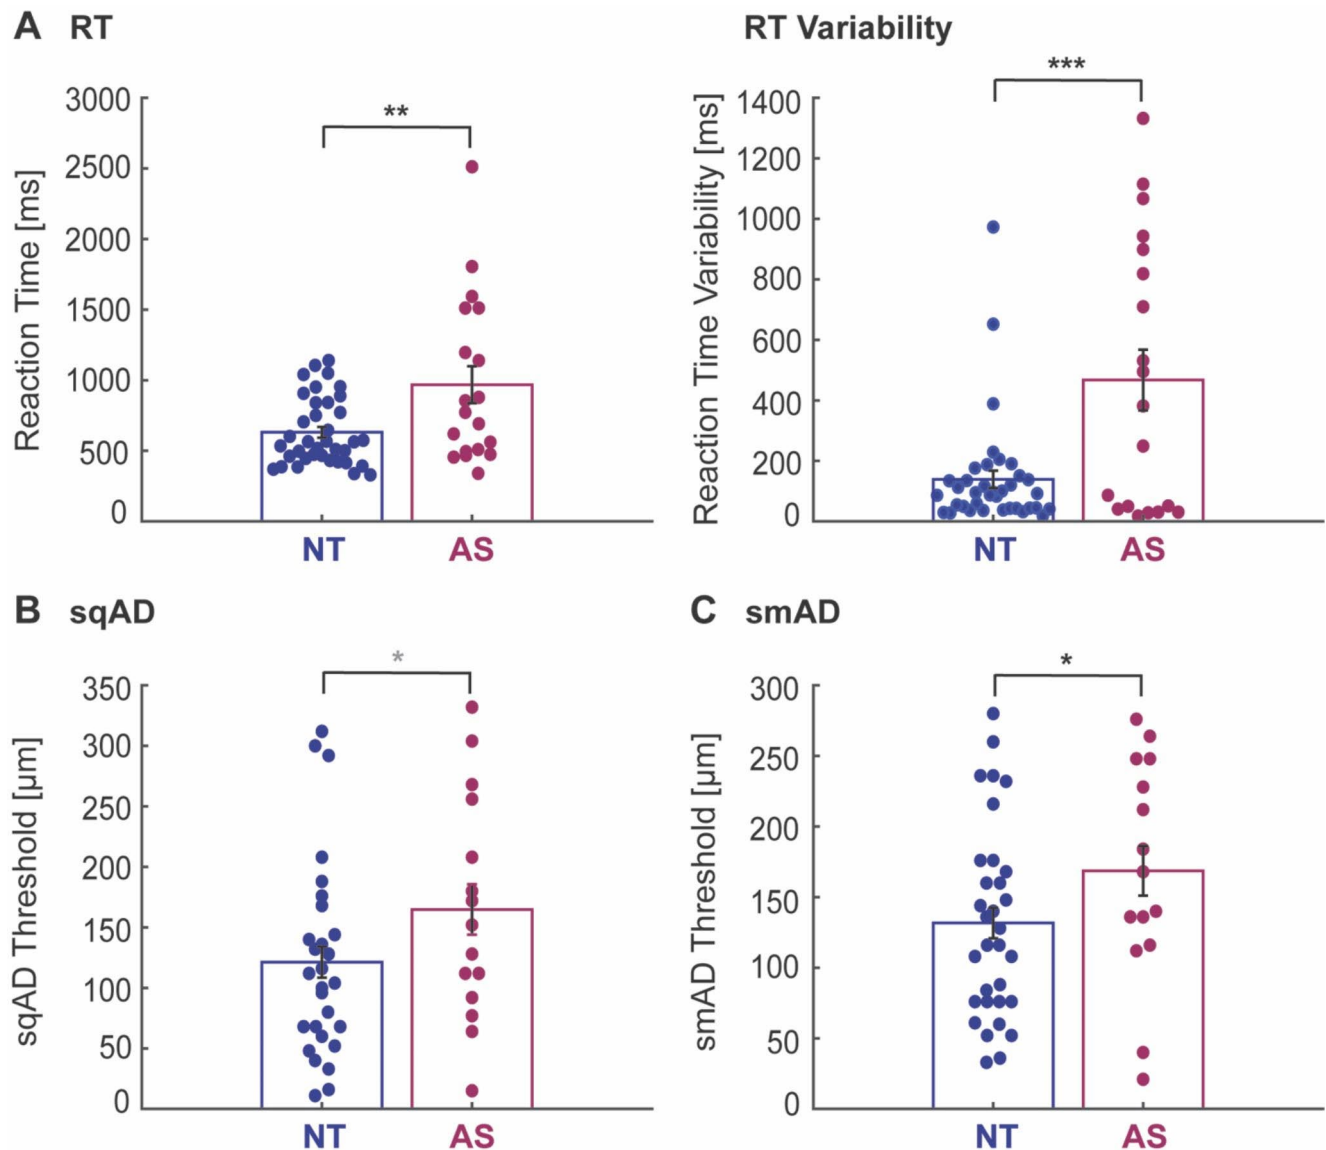 A RT
**
Reaction Time [ms]
3000
2500
2000
1500
1000
500
0
NT AS
RT Variability
***
Reaction Time Variability [ms]
1400
1200
1000
800
600
400
200
0
NT AS
B sqAD
*
sqAD Threshold [µm]
350
300
250
200
150
100
50
0
NT AS
C smAD
*
smAD Threshold [µm]
300
250
200
150
100
50
0
NT AS